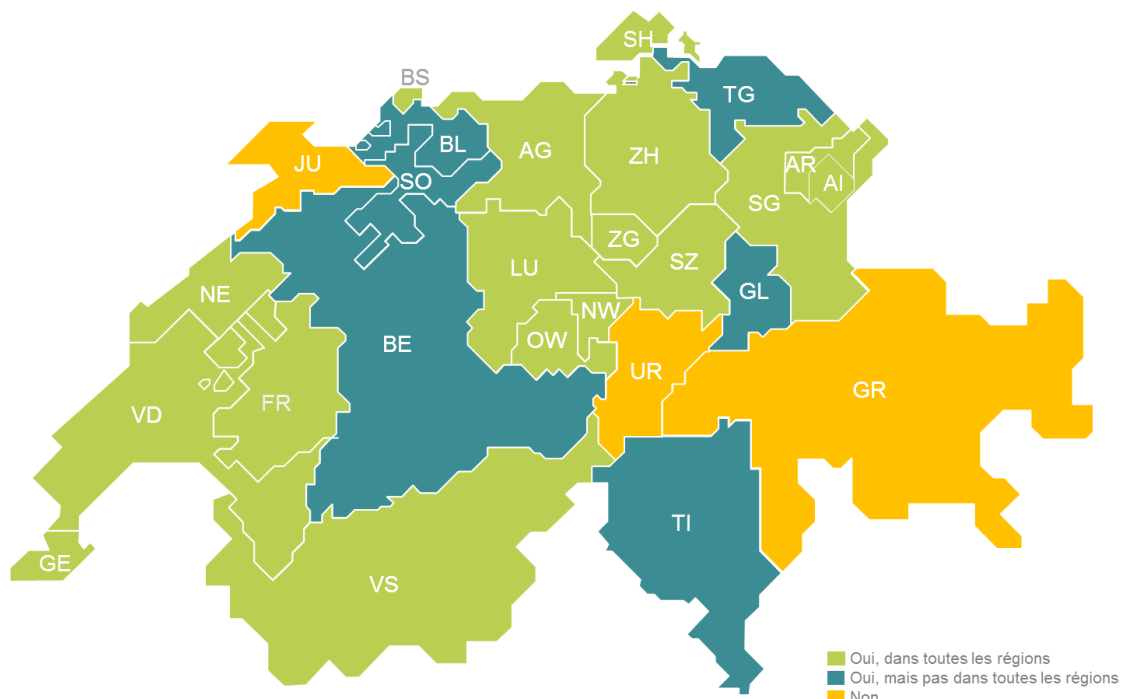 SH
BS
TG
BL
AG
ZH
JU
AR
SO
AI
SG
ZG
SZ
LU
NE
GL
NW
BE
OW
UR
GR
FR
VD
TI
GE
VS
Oui, dans toutes les régions
Oui, mais pas dans toutes les régions
Non